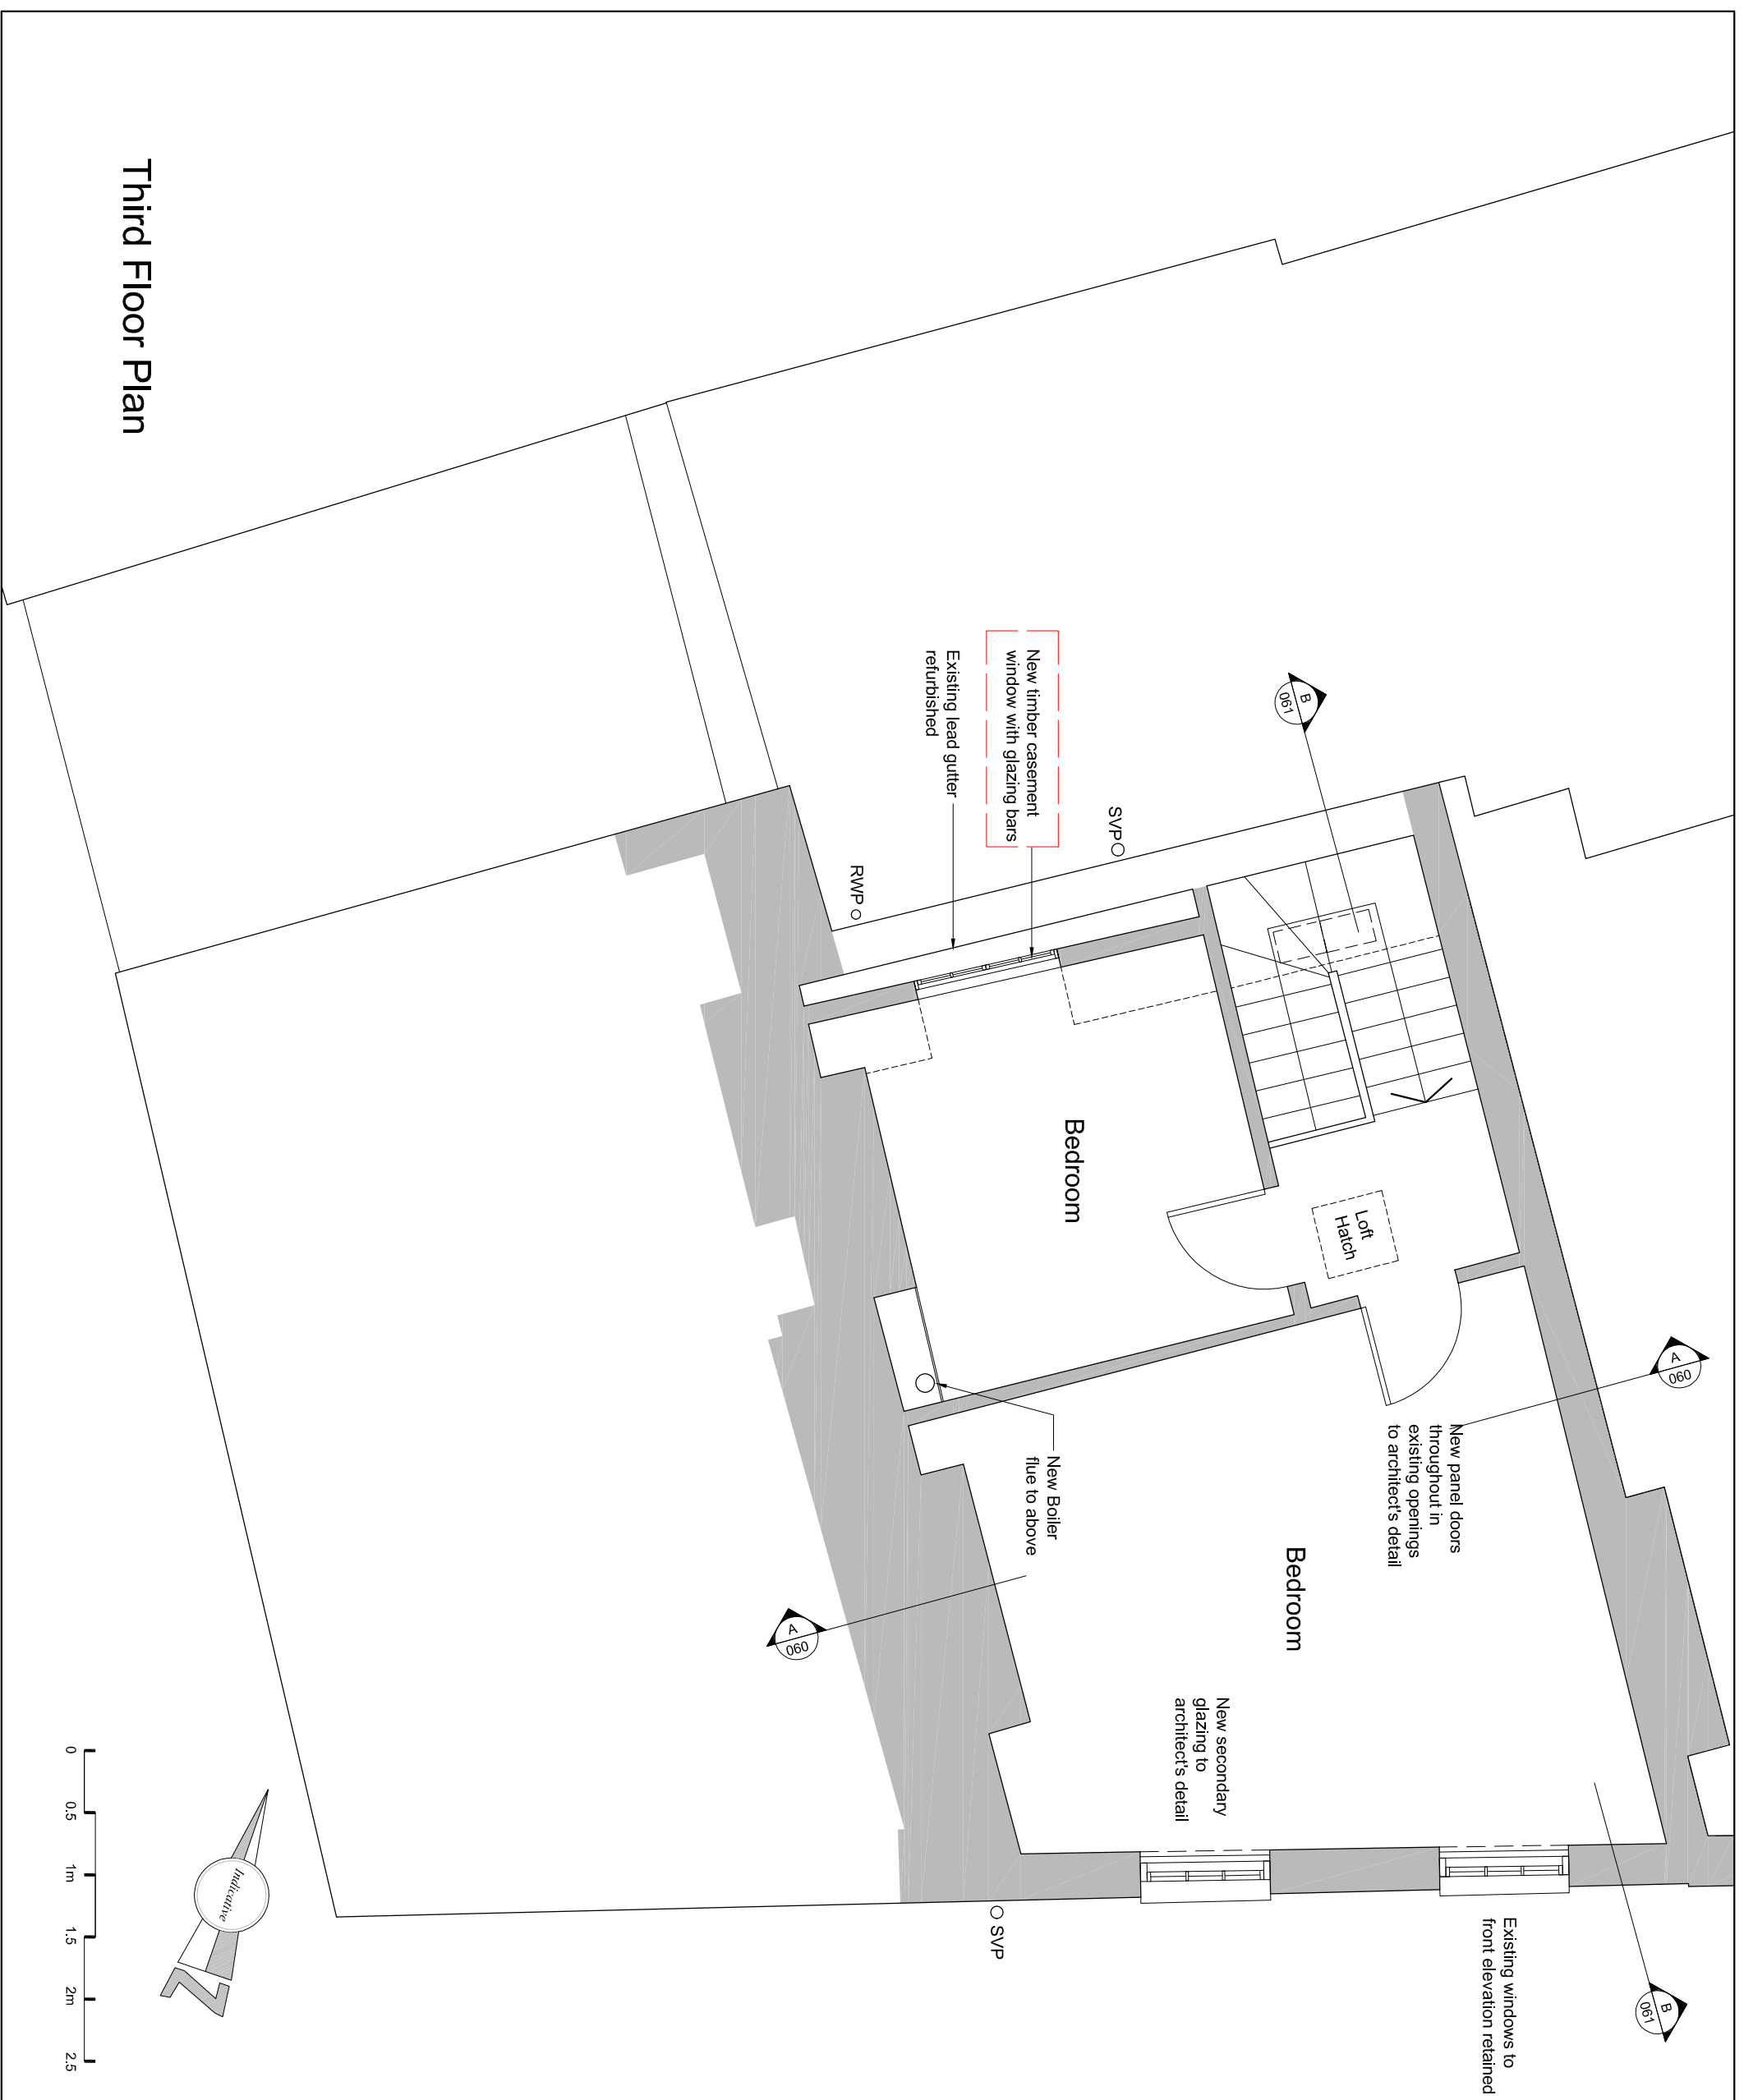 Third Floor Plan
B
061
New timber casement
window with glazing bars
Existing lead gutter
refurbished
SVP
RWP
Bedroom
Loft
Hatch
A
060
New panel doors
throughout in
existing openings
to architect's detail
New Boiler
flue to above
Bedroom
A
060
New secondary
glazing to
architect's detail
Existing windows to
front elevation retained
B
061
SVP
Indicative
N
0 0.5 1m 1.5 2m 2.5